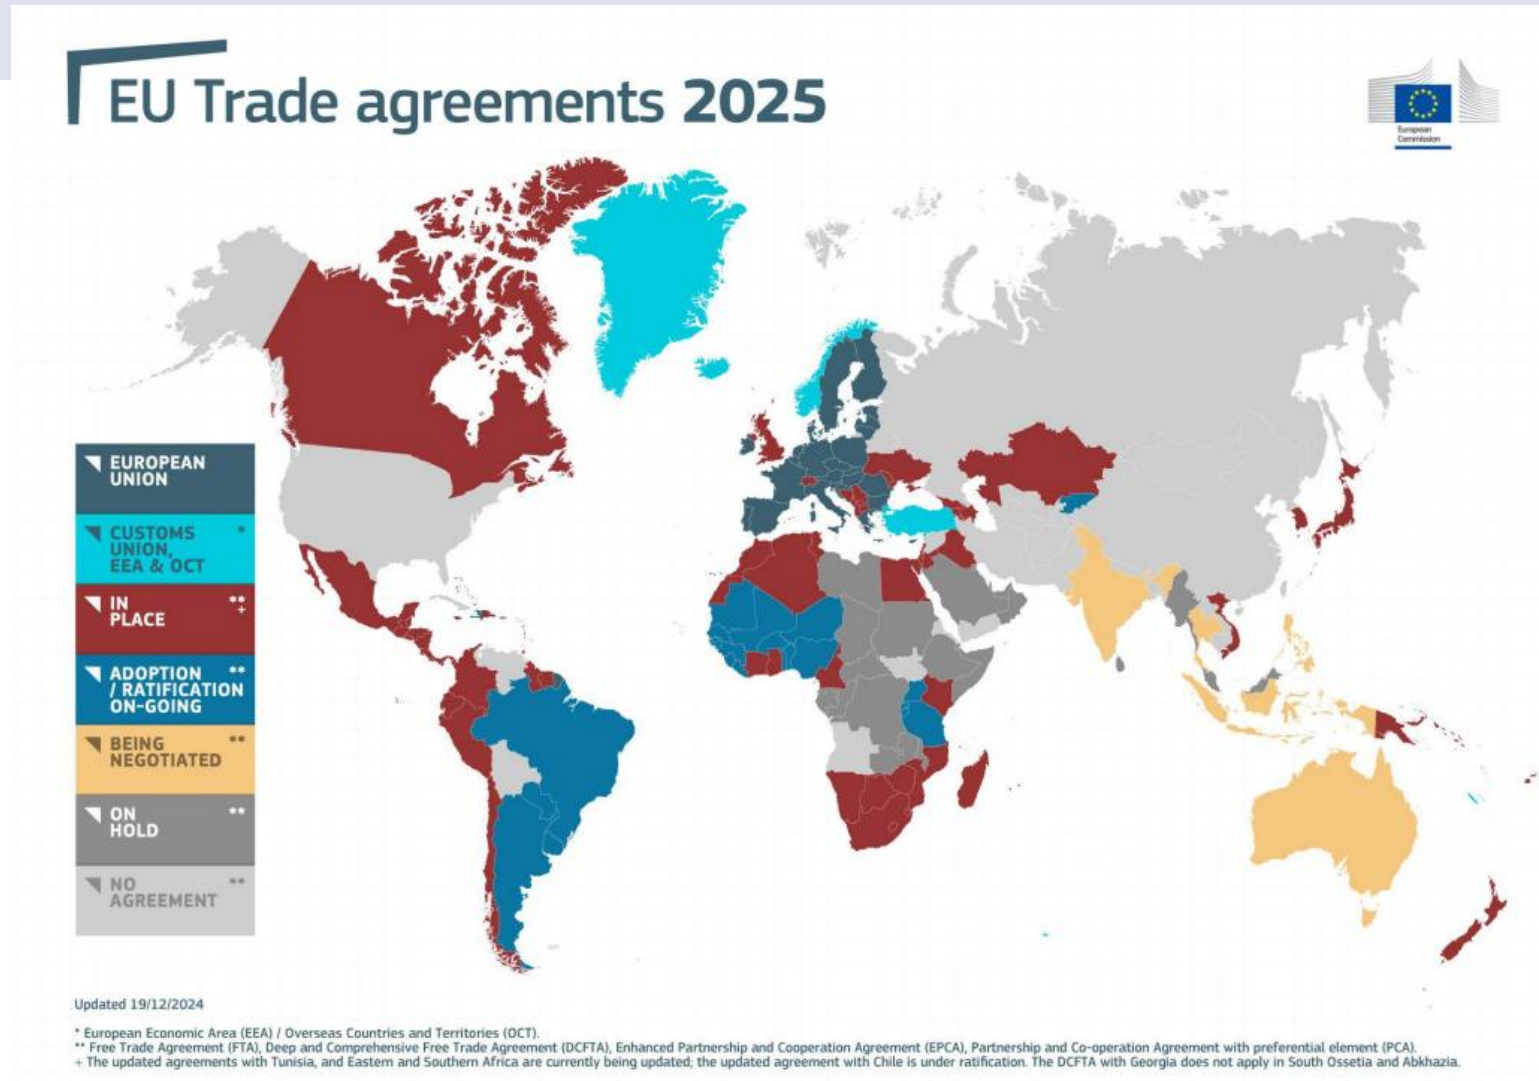 EU Trade agreements 2025
European
Commission
EUROPEAN
UNION
CUSTOMS *
UNION,
EEA & OCT
IN **
PLACE +
ADOPTION **
/ RATIFICATION
ON-GOING
BEING **
NEGOTIATED
ON **
HOLD
NO **
AGREEMENT
Updated 19/12/2024
* European Economic Area (EEA) / Overseas Countries and Territories (OCT).
** Free Trade Agreement (FTA), Deep and Comprehensive Free Trade Agreement (DCFTA), Enhanced Partnership and Cooperation Agreement (EPCA), Partnership and Co-operation Agreement with preferential element (PCA).
+ The updated agreements with Tunisia, and Eastern and Southern Africa are currently being updated; the updated agreement with Chile is under ratification. The DCFTA with Georgia does not apply in South Ossetia and Abkhazia.